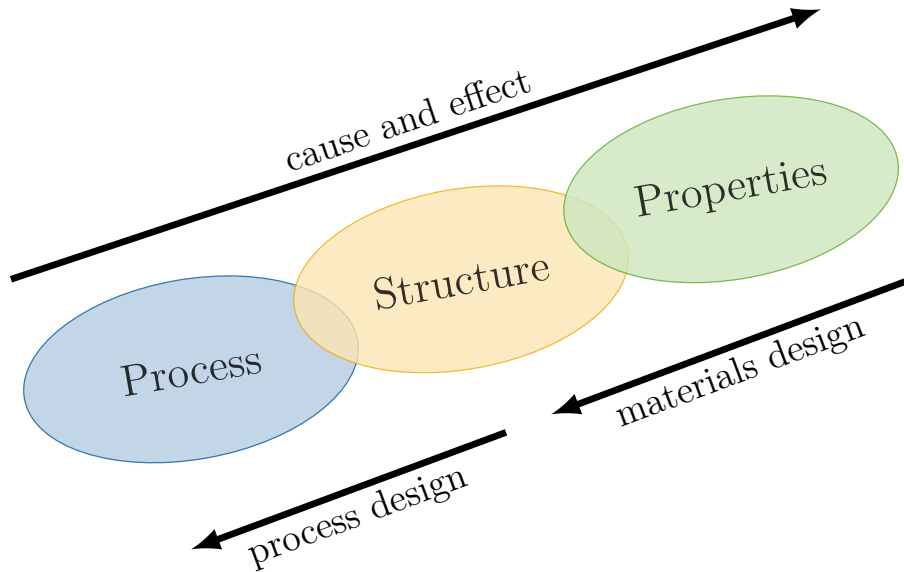 cause and effect
Properties
Structure
Process
materials design
process design